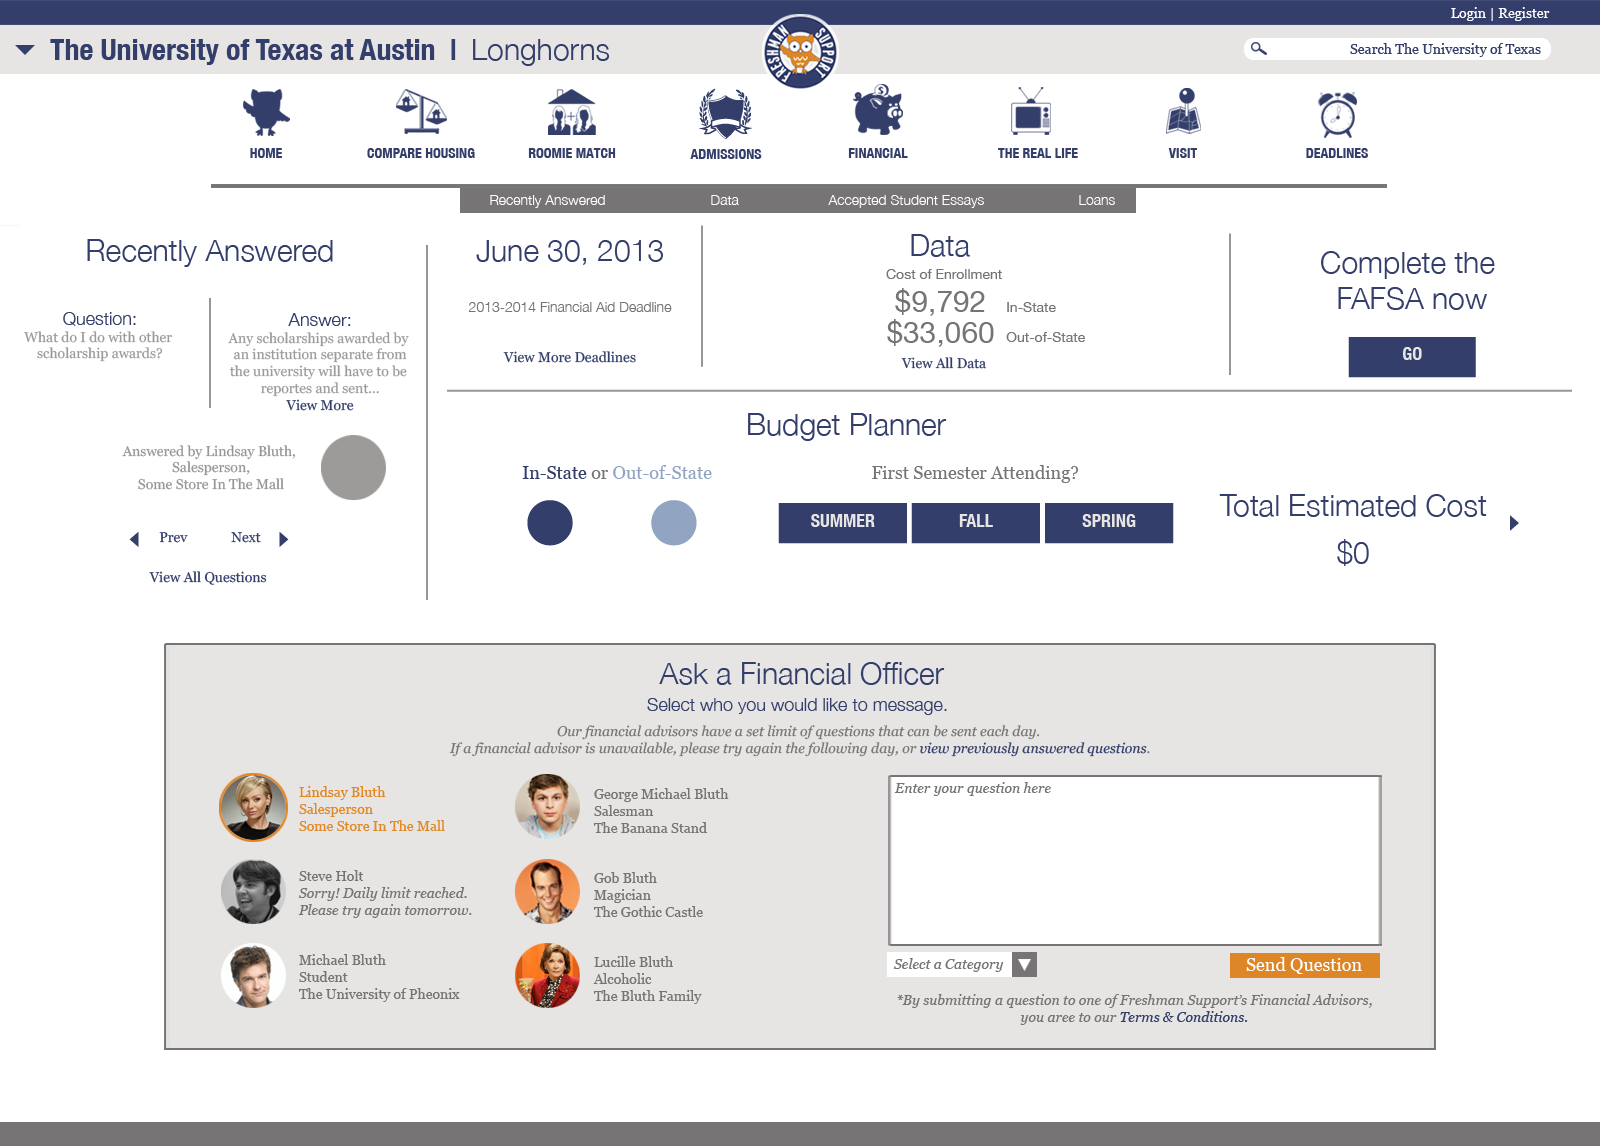 Login | Register
The University of Texas at Austin | Longhorns
FRESHMAN SUPPORT
Search The University of Texas
HOME
COMPARE HOUSING
ROOMIE MATCH
ADMISSIONS
FINANCIAL
THE REAL LIFE
VISIT
DEADLINES
Recently Answered
Data
Accepted Student Essays
Loans
Recently Answered
Question:
What do I do with other
scholarship awards?
Answer:
Any scholarships awarded by
an institution separate from
the university will have to be
reportes and sent...
View More
Answered by Lindsay Bluth,
Salesperson,
Some Store In The Mall
Prev
Next
View All Questions
June 30, 2013
2013-2014 Financial Aid Deadline
View More Deadlines
Data
Cost of Enrollment
$9,792 In-State
$33,060 Out-of-State
View All Data
Complete the
FAFSA now
GO
Budget Planner
In-State or Out-of-State
First Semester Attending?
SUMMER
FALL
SPRING
Total Estimated Cost
$0
Ask a Financial Officer
Select who you would like to message.
Our financial advisors have a set limit of questions that can be sent each day.
If a financial advisor is unavailable, please try again the following day, or view previously answered questions.
Lindsay Bluth
Salesperson
Some Store In The Mall
Steve Holt
Sorry! Daily limit reached.
Please try again tomorrow.
Michael Bluth
Student
The University of Pheonix
George Michael Bluth
Salesman
The Banana Stand
Gob Bluth
Magician
The Gothic Castle
Lucille Bluth
Alcoholic
The Bluth Family
Enter your question here
Select a Category
Send Question
*By submitting a question to one of Freshman Support's Financial Advisors,
you aree to our Terms & Conditions.